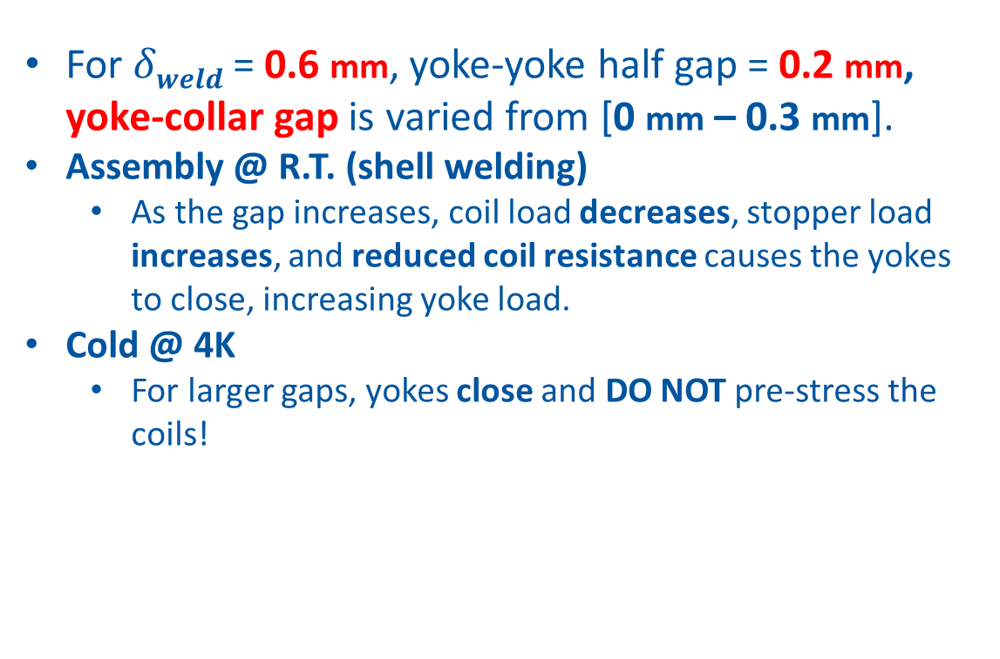 • For δ_weld = 0.6 mm, yoke-yoke half gap = 0.2 mm,
yoke-collar gap is varied from [0 mm – 0.3 mm].
• Assembly @ R.T. (shell welding)
• As the gap increases, coil load decreases, stopper load
increases, and reduced coil resistance causes the yokes
to close, increasing yoke load.
• Cold @ 4K
• For larger gaps, yokes close and DO NOT pre-stress the
coils!